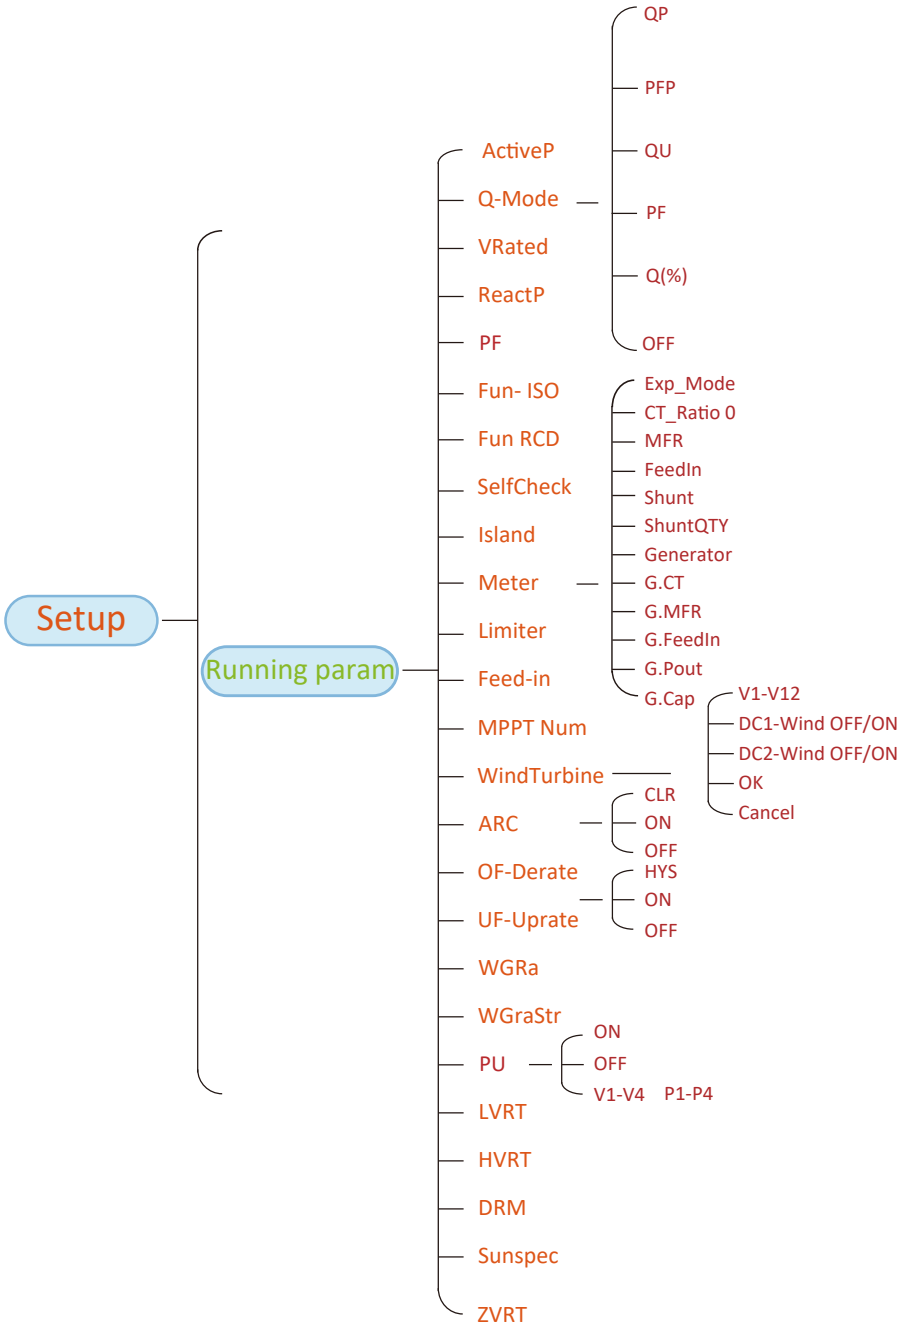 Setup
Running param
ActiveP
Q-Mode
QP
PFP
QU
PF
Q(%)
OFF
VRated
ReactP
PF
Fun- ISO
Fun RCD
SelfCheck
Island
Meter
Exp_Mode
CT_Ratio 0
MFR
FeedIn
Shunt
ShuntQTY
Generator
G.CT
G.MFR
G.FeedIn
G.Pout
G.Cap
Limiter
Feed-in
MPPT Num
WindTurbine
V1-V12
DC1-Wind OFF/ON
DC2-Wind OFF/ON
OK
Cancel
ARC
CLR
ON
OFF
OF-Derate
UF-Uprate
HYS
ON
OFF
WGRa
WGraStr
PU
ON
OFF
V1-V4 P1-P4
LVRT
HVRT
DRM
Sunspec
ZVRT